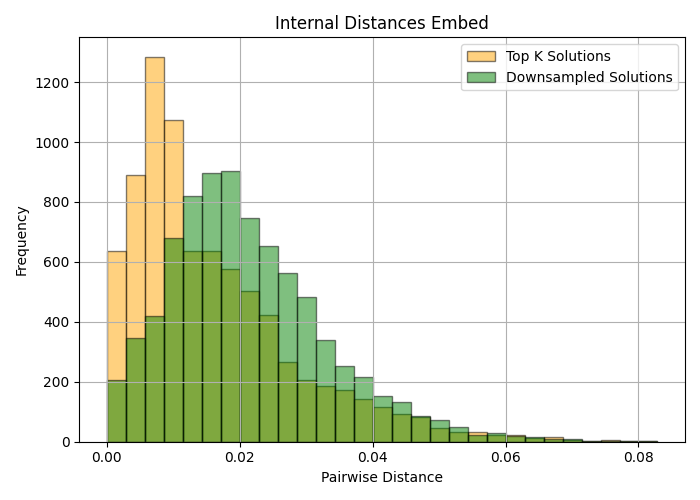 Internal Distances Embed
Top K Solutions
Downsampled Solutions
Frequency
1200
1000
800
600
400
200
0
0.00
0.02
0.04
0.06
0.08
Pairwise Distance